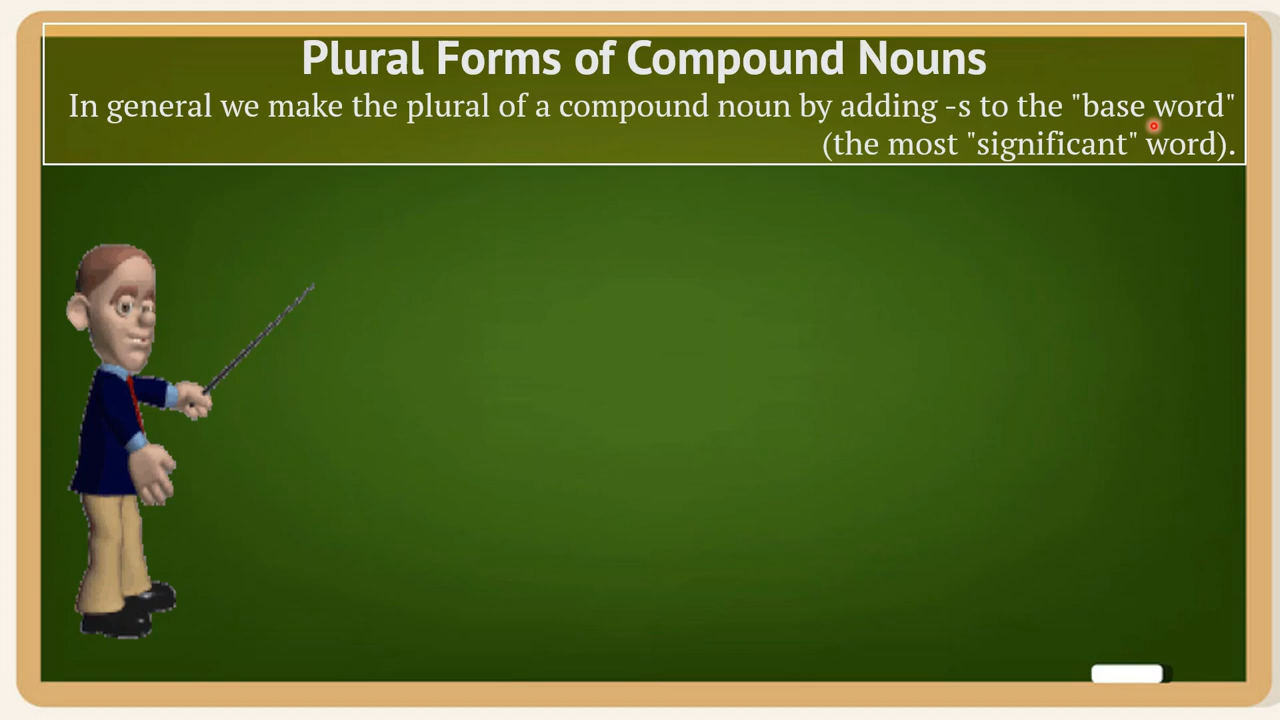 Plural Forms of Compound Nouns
In general we make the plural of a compound noun by adding -s to the "base word"
(the most "significant" word).